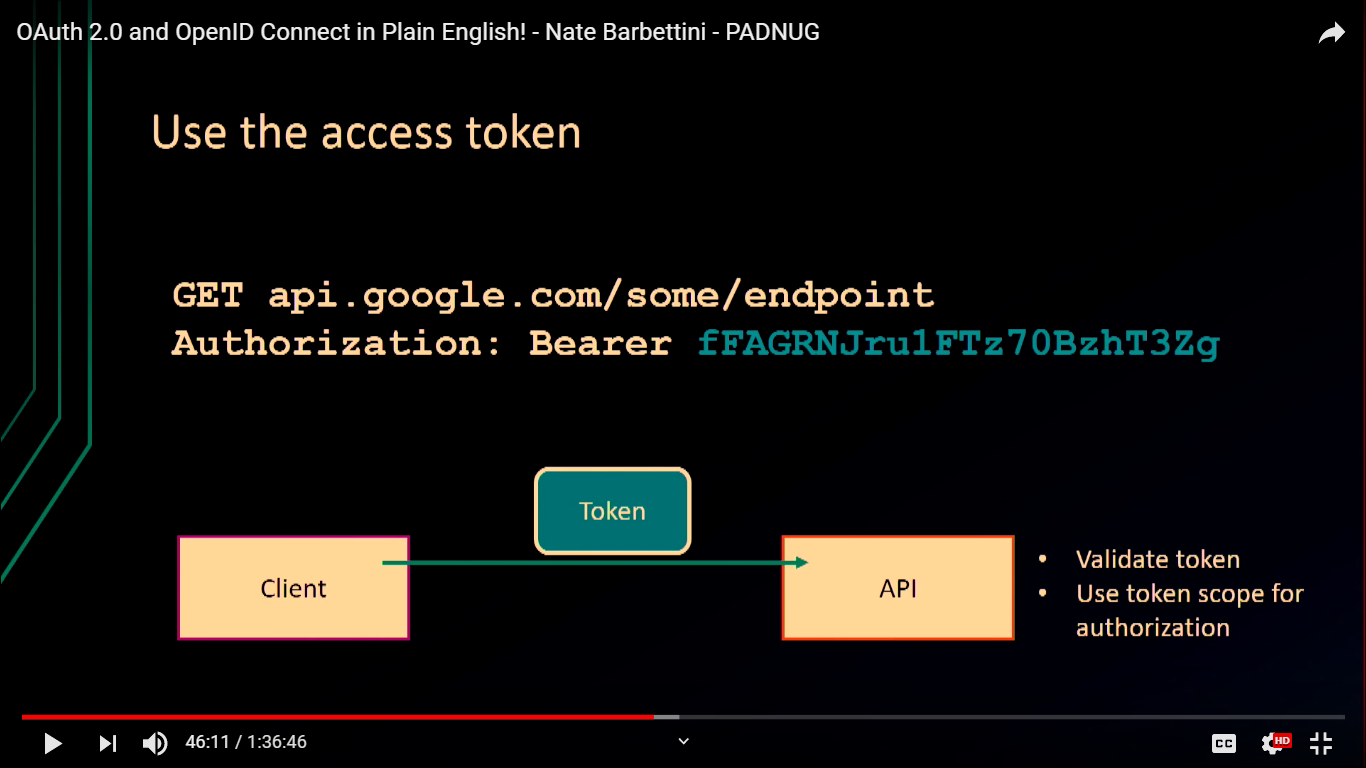 OAuth 2.0 and OpenID Connect in Plain English! - Nate Barbettini - PADNUG
Use the access token
GET api.google.com/some/endpoint
Authorization: Bearer fFAGRNJru1FTz70BzhT3Zg
Token
Client
API
• Validate token
• Use token scope for
authorization
46:11 / 1:36:46
CC
HD